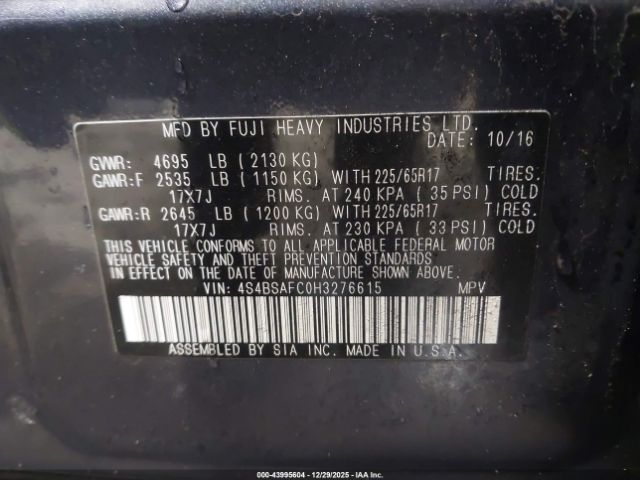 MFD BY FUJI HEAVY INDUSTRIES LTD.
DATE: 10/16
GVWR: 4695 LB ( 2130 KG)
GAWR:F 2535 LB ( 1150 KG) WITH 225/65R17 TIRES.
17X7J RIMS. AT 240 KPA ( 35 PSI) COLD
GAWR:R 2645 LB ( 1200 KG) WITH 225/65R17 TIRES.
17X7J RIMS. AT 230 KPA ( 33 PSI) COLD
THIS VEHICLE CONFORMS TO ALL APPLICABLE FEDERAL MOTOR
VEHICLE SAFETY AND THEFT PREVENTION STANDARDS
IN EFFECT ON THE DATE OF MANUFACTURE SHOWN ABOVE.
VIN: 4S4BSAFC0H3276615 MPV
ASSEMBLED BY SIA INC. MADE IN U.S.A.
000-43995604 - 12/29/2025 - IAAI.COM